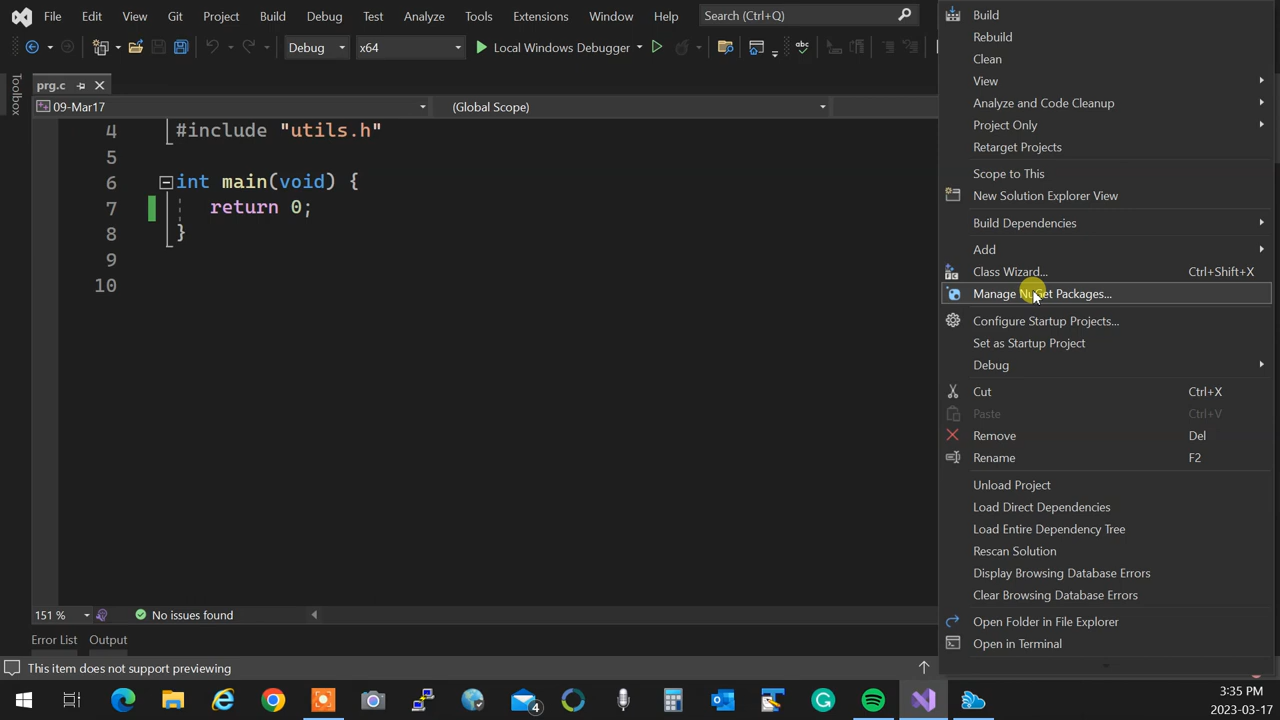 File Edit View Git Project Build Debug Test Analyze Tools Extensions Window Help Search (Ctrl+Q)
Debug x64 Local Windows Debugger
Toolbox
prg.c
09-Mar17 (Global Scope)
4 #include "utils.h"
5
6 int main(void) {
7 return 0;
8 }
9
10
151 % No issues found
Error List Output
This item does not support previewing
Build
Rebuild
Clean
View
Analyze and Code Cleanup
Project Only
Retarget Projects
Scope to This
New Solution Explorer View
Build Dependencies
Add
Class Wizard... Ctrl+Shift+X
Manage NuGet Packages...
Configure Startup Projects...
Set as Startup Project
Debug
Cut Ctrl+X
Paste Ctrl+V
Remove Del
Rename F2
Unload Project
Load Direct Dependencies
Load Entire Dependency Tree
Rescan Solution
Display Browsing Database Errors
Clear Browsing Database Errors
Open Folder in File Explorer
Open in Terminal
4
3:35 PM
2023-03-17